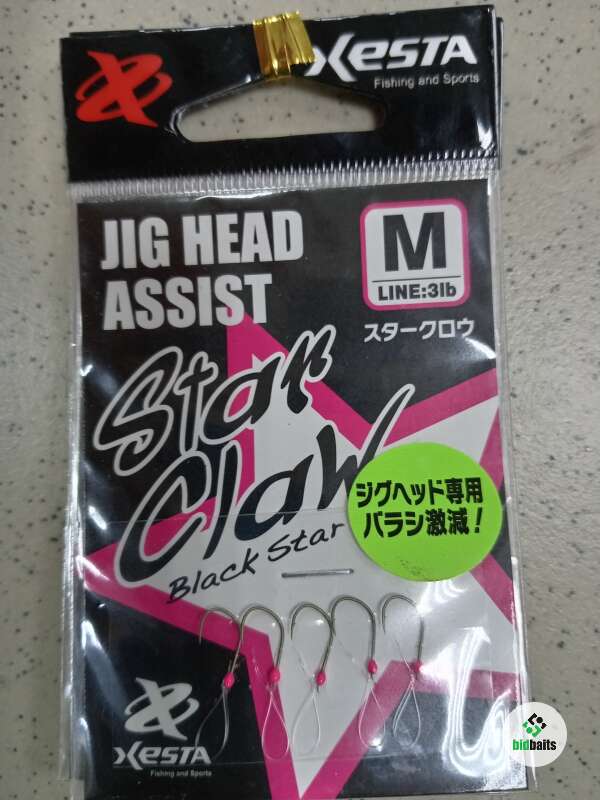 XESTA
Fishing and Sports
JIG HEAD
ASSIST
M
LINE:3lb
スタークロウ
Star
Claw
Black Star
ジグヘッド専用
バラシ激減!
XESTA
Fishing and Sports
bidbaits